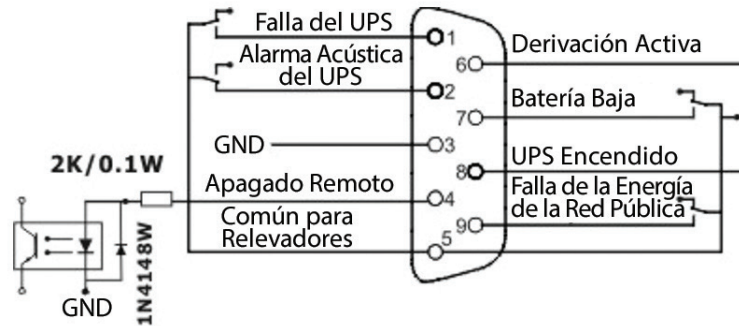 Falla del UPS
Alarma Acústica
del UPS
GND
2K/0.1W
Apagado Remoto
Común para
Relevadores
1N4148W
GND
1
2
3
4
5
6
7
8
9
Derivación Activa
Batería Baja
UPS Encendido
Falla de la Energía
de la Red Pública